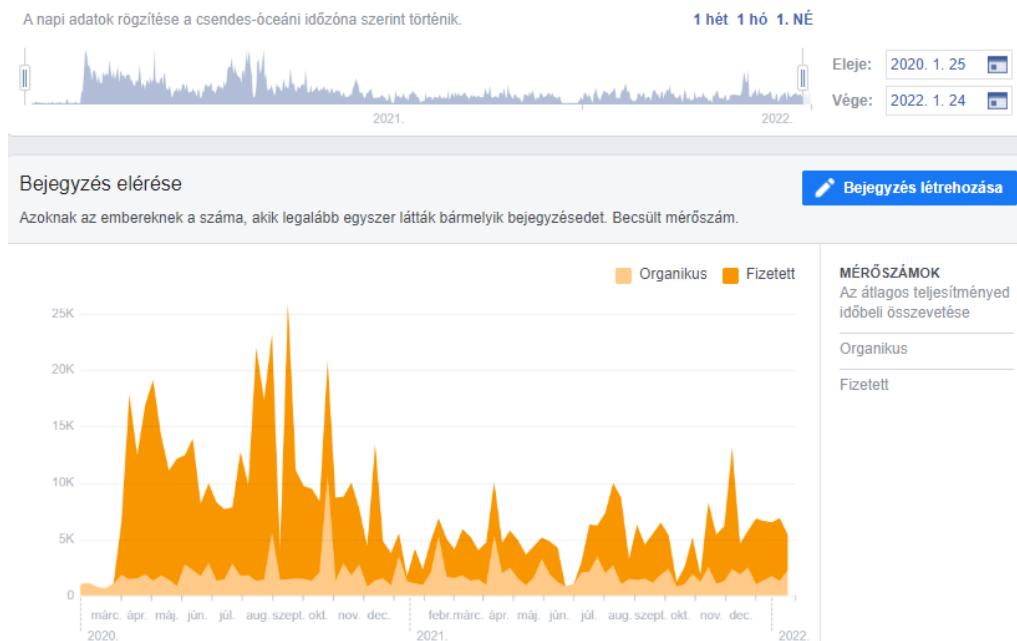 A napi adatok rögzítése a csendes-óceáni időzóna szerint történik.
1 hét 1 hó 1. NÉ
Eleje: 2020. 1. 25
Vége: 2022. 1. 24
2021. 2022.
Bejegyzés elérése
Bejegyzés létrehozása
Azoknak az embereknek a száma, akik legalább egyszer látták bármelyik bejegyzésedet. Becsült mérőszám.
Organikus Fizetett
MÉRŐSZÁMOK
Az átlagos teljesítményed
időbeli összevetése
Organikus
Fizetett
25K
20K
15K
10K
5K
0
márc. ápr. máj. jún. júl. aug. szept. okt. nov. dec. febr. márc. ápr. máj. jún. júl. aug. szept. okt. nov. dec.
2020. 2021. 2022.